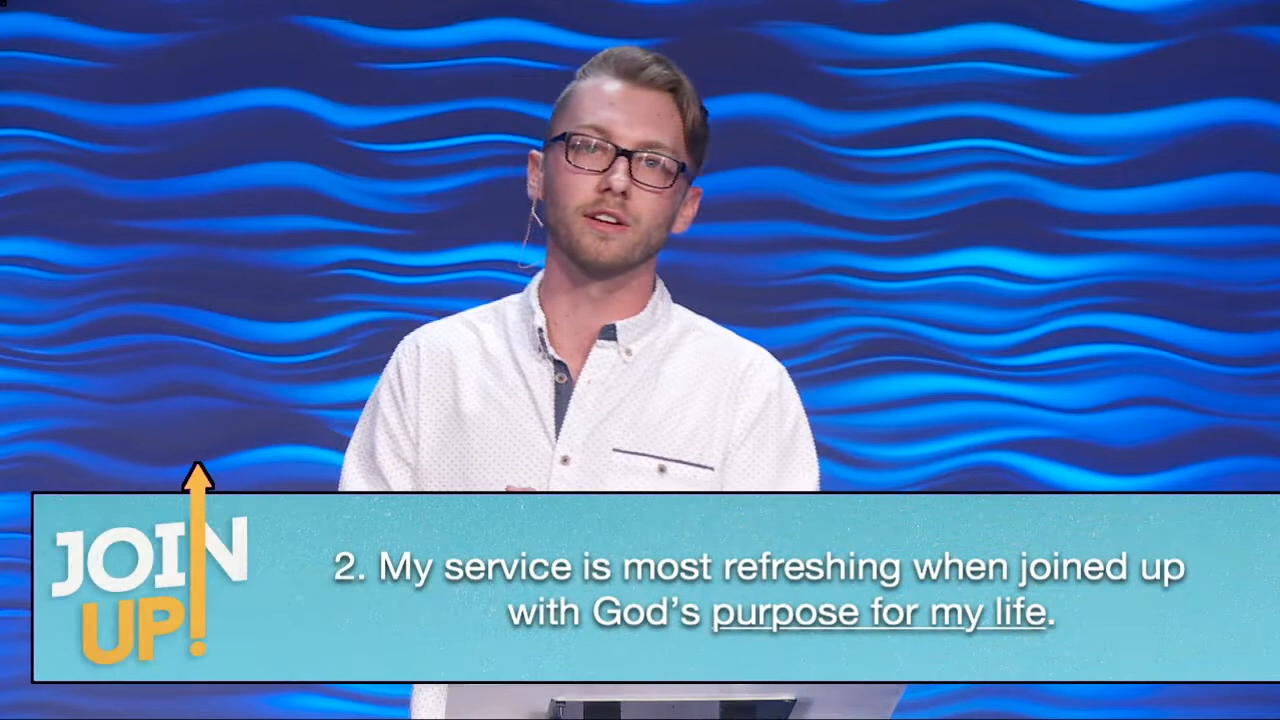 JOIN
UP!
2. My service is most refreshing when joined up
with God’s purpose for my life.